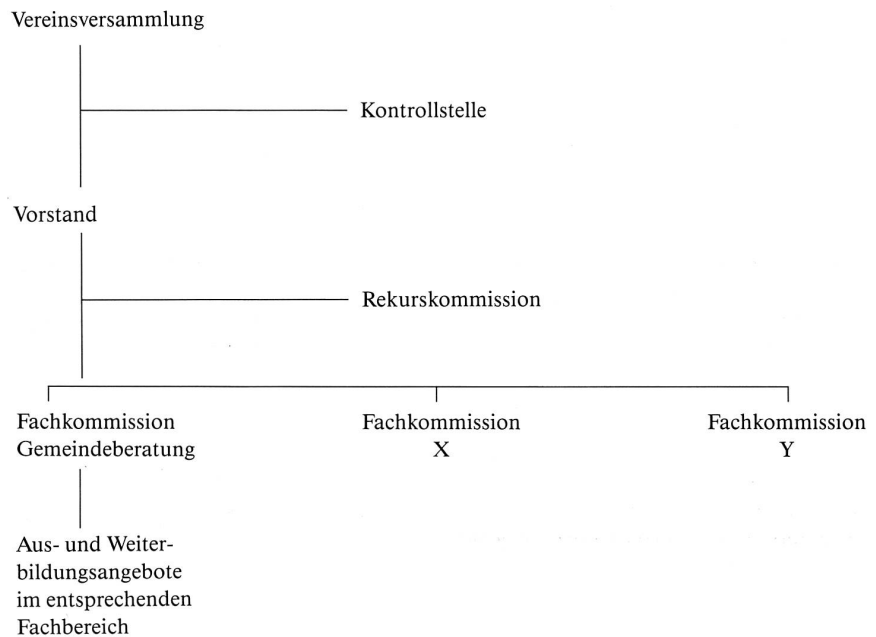 Vereinsversammlung
Kontrollstelle
Vorstand
Rekurskommission
Fachkommission
Gemeindeberatung
Fachkommission
X
Fachkommission
Y
Aus- und Weiter-
bildungsangebote
im entsprechenden
Fachbereich